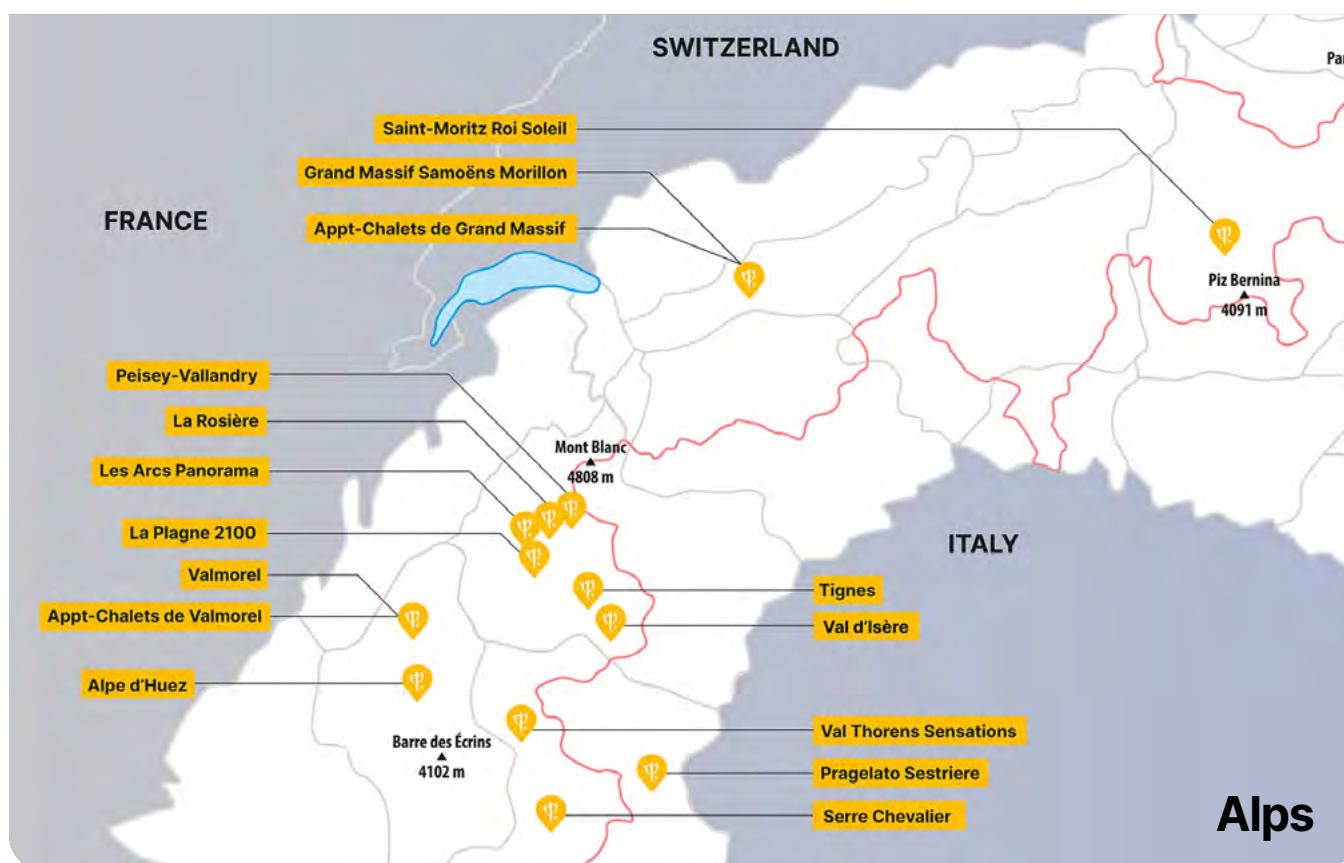 SWITZERLAND
Par
Saint-Moritz Roi Soleil
Grand Massif Samoëns Morillon
FRANCE
Appt-Chalets de Grand Massif
Piz Bernina
4091 m
Peisey-Vallandry
La Rosière
Mont Blanc
4808 m
Les Arcs Panorama
La Plagne 2100
ITALY
Valmorel
Tignes
Appt-Chalets de Valmorel
Val d'Isère
Alpe d'Huez
Val Thorens Sensations
Barre des Écrins
4102 m
Pragelato Sestriere
Serre Chevalier
Alps